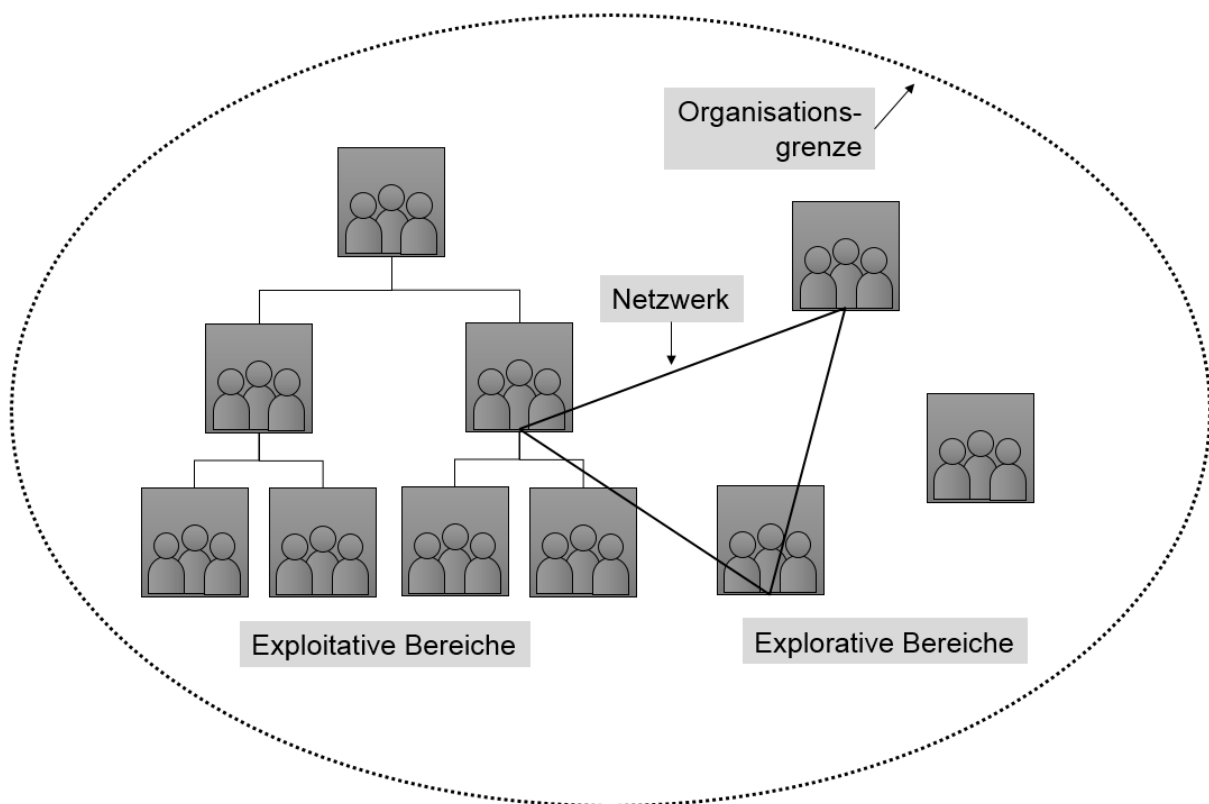 Organisations-
grenze
Netzwerk
Exploitative Bereiche
Explorative Bereiche